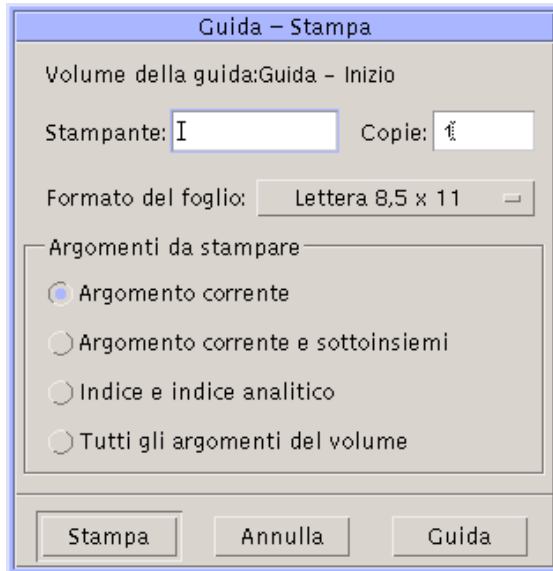 Guida – Stampa
Volume della guida:Guida – Inizio
Stampante: Copie: 1
Formato del foglio: Lettera 8,5 x 11
Argomenti da stampare
Argomento corrente
Argomento corrente e sottoinsiemi
Indice e indice analitico
Tutti gli argomenti del volume
Stampa Annulla Guida